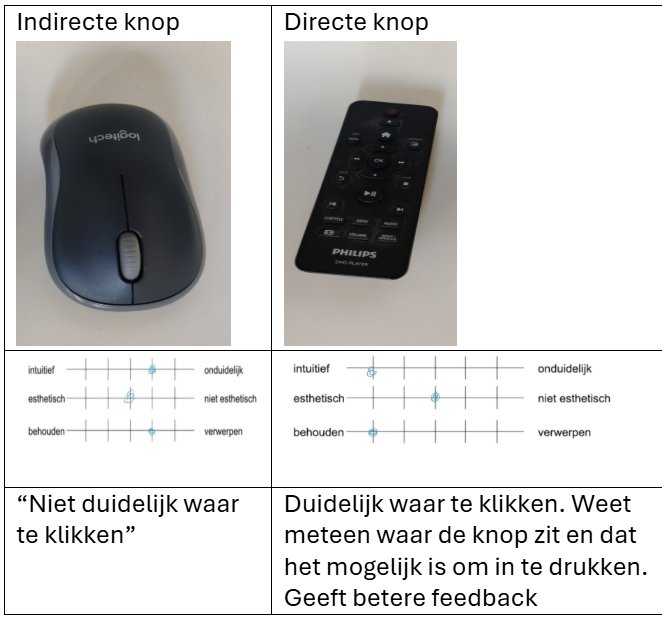 Indirecte knop
Directe knop
logitech
OK
SUBTITLE
PHILIPS
DVD PLAYER
intuitief
onduidelijk
esthetisch
niet esthetisch
behouden
verwerpen
intuitief
onduidelijk
esthetisch
niet esthetisch
behouden
verwerpen
“Niet duidelijk waar
te klikken”
Duidelijk waar te klikken. Weet
meteen waar de knop zit en dat
het mogelijk is om in te drukken.
Geeft betere feedback